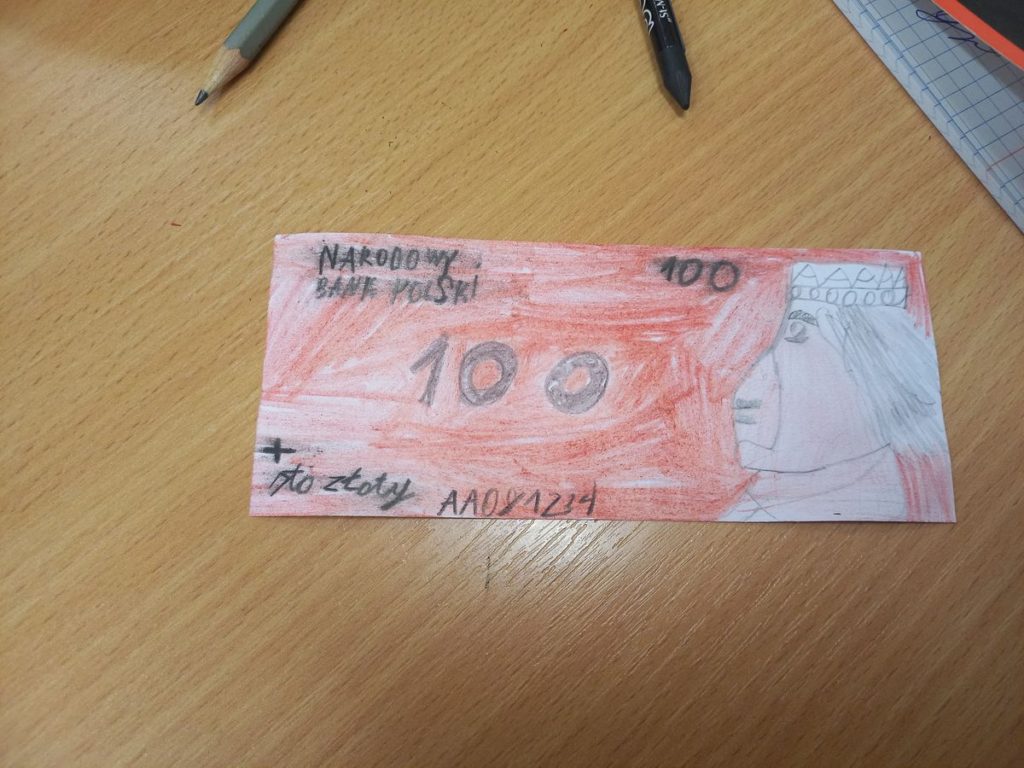 NARODOWY
BANK POLSKI
100
100
+
sto złoty
AA081234